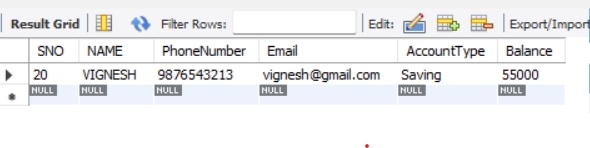 Result Grid Filter Rows: Edit: Export/Import
SNO NAME PhoneNumber Email AccountType Balance
20 VIGNESH 9876543213 vignesh@gmail.com Saving 55000
NULL NULL NULL NULL NULL NULL